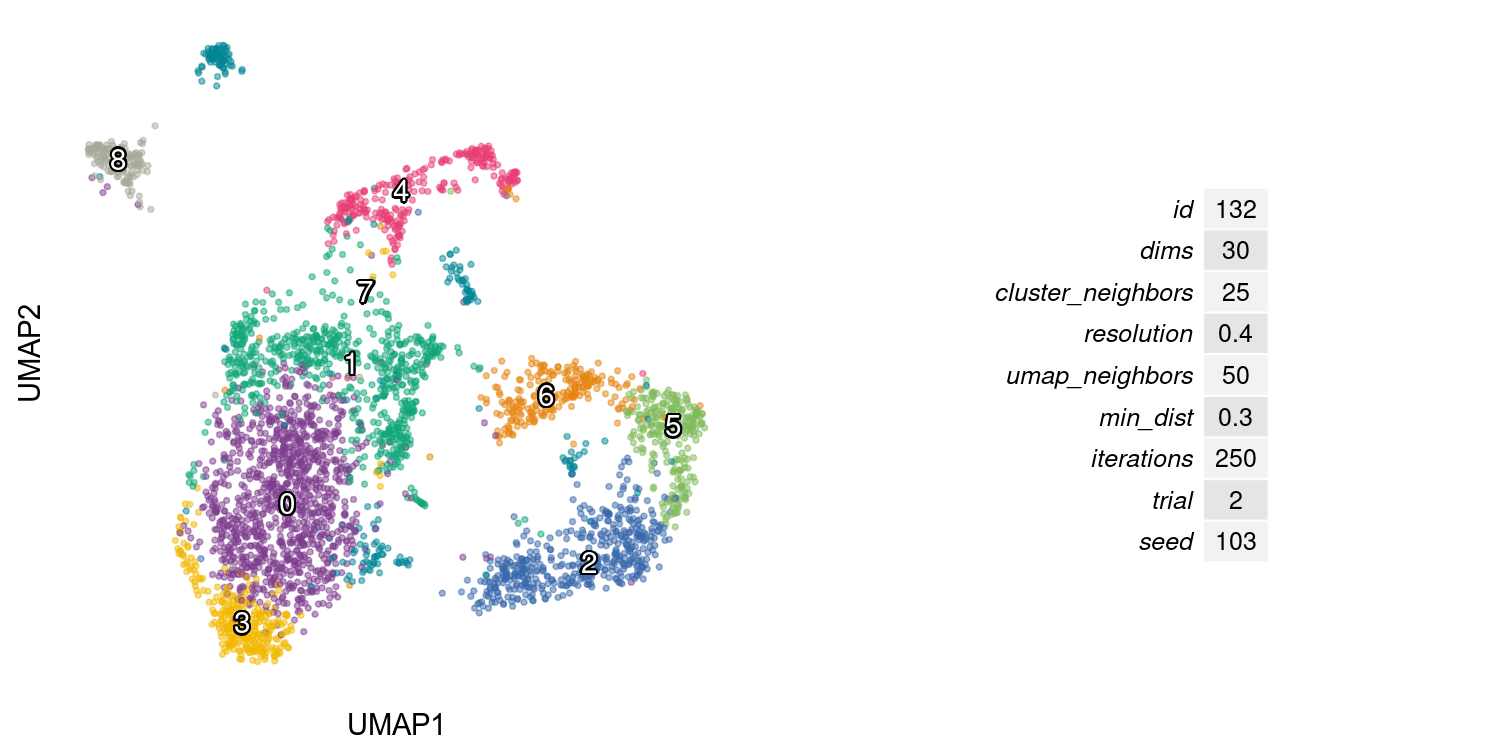 8
4
7
1
6
5
0
2
3
UMAP2
UMAP1
id 132
dims 30
cluster_neighbors 25
resolution 0.4
umap_neighbors 50
min_dist 0.3
iterations 250
trial 2
seed 103